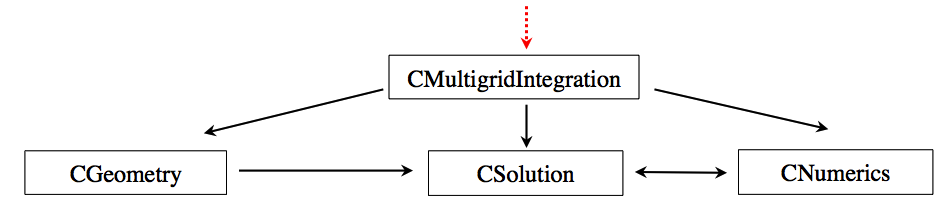 CMultigridIntegration
CGeometry
CSolution
CNumerics